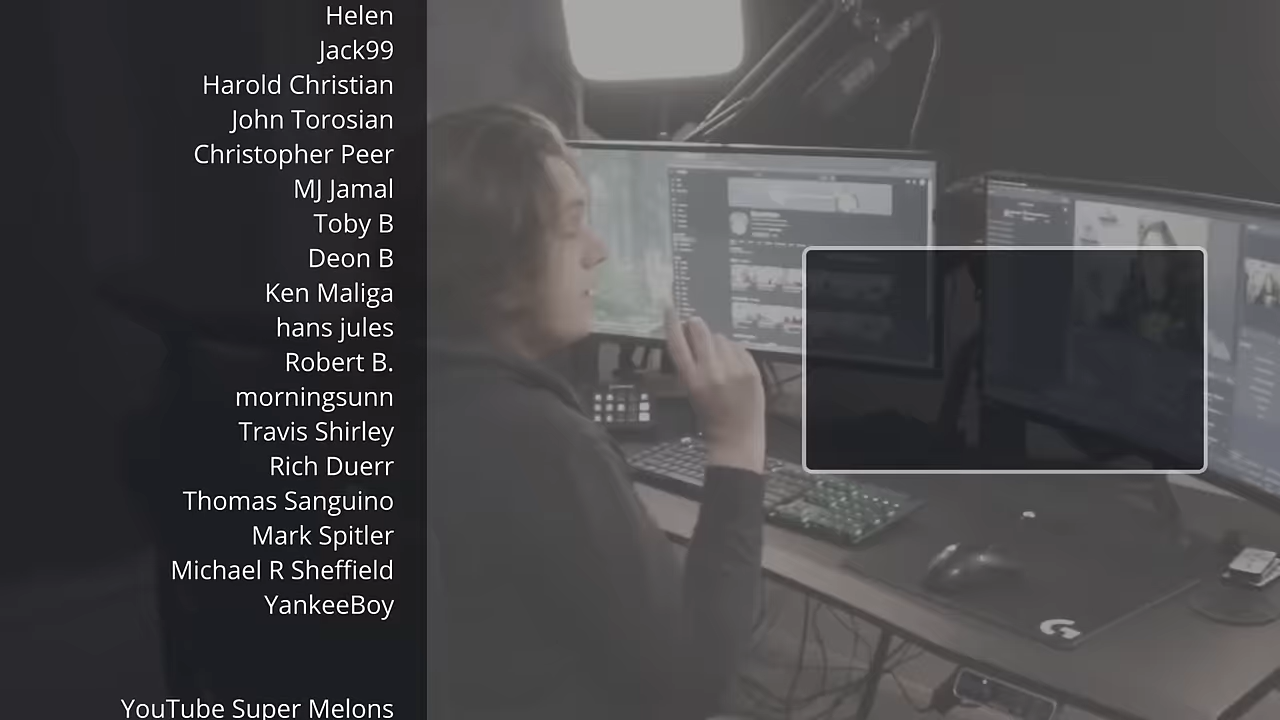 Helen
Jack99
Harold Christian
John Torosian
Christopher Peer
MJ Jamal
Toby B
Deon B
Ken Maliga
hans jules
Robert B.
morningsunn
Travis Shirley
Rich Duerr
Thomas Sanguino
Mark Spitler
Michael R Sheffield
YankeeBoy
YouTube Super Melons